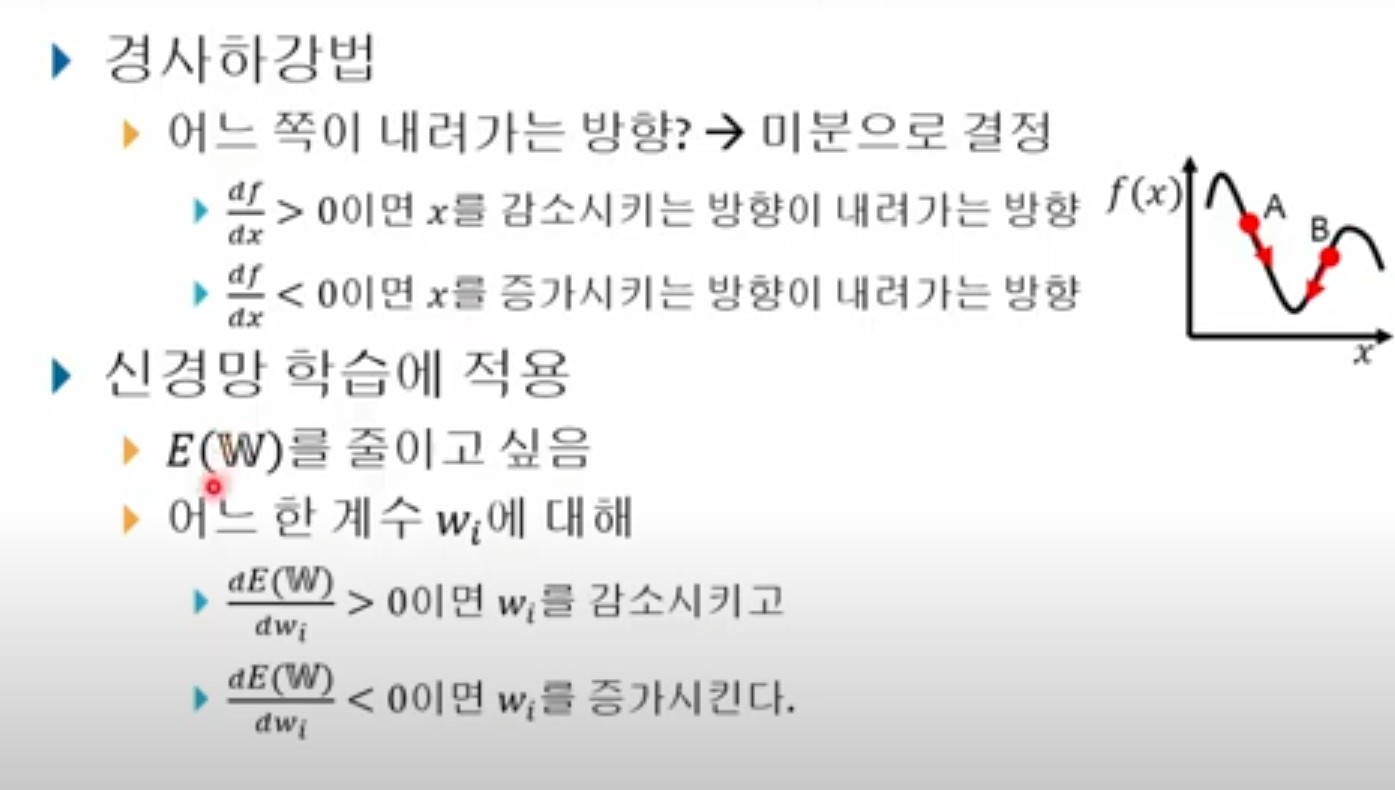 경사하강법
어느 쪽이 내려가는 방향? → 미분으로 결정
df/dx > 0이면 x를 감소시키는 방향이 내려가는 방향
df/dx < 0이면 x를 증가시키는 방향이 내려가는 방향
f(x)
A
B
x
신경망 학습에 적용
E(𝕎)를 줄이고 싶음
어느 한 계수 wᵢ에 대해
dE(𝕎)/dwᵢ > 0이면 wᵢ를 감소시키고
dE(𝕎)/dwᵢ < 0이면 wᵢ를 증가시킨다.